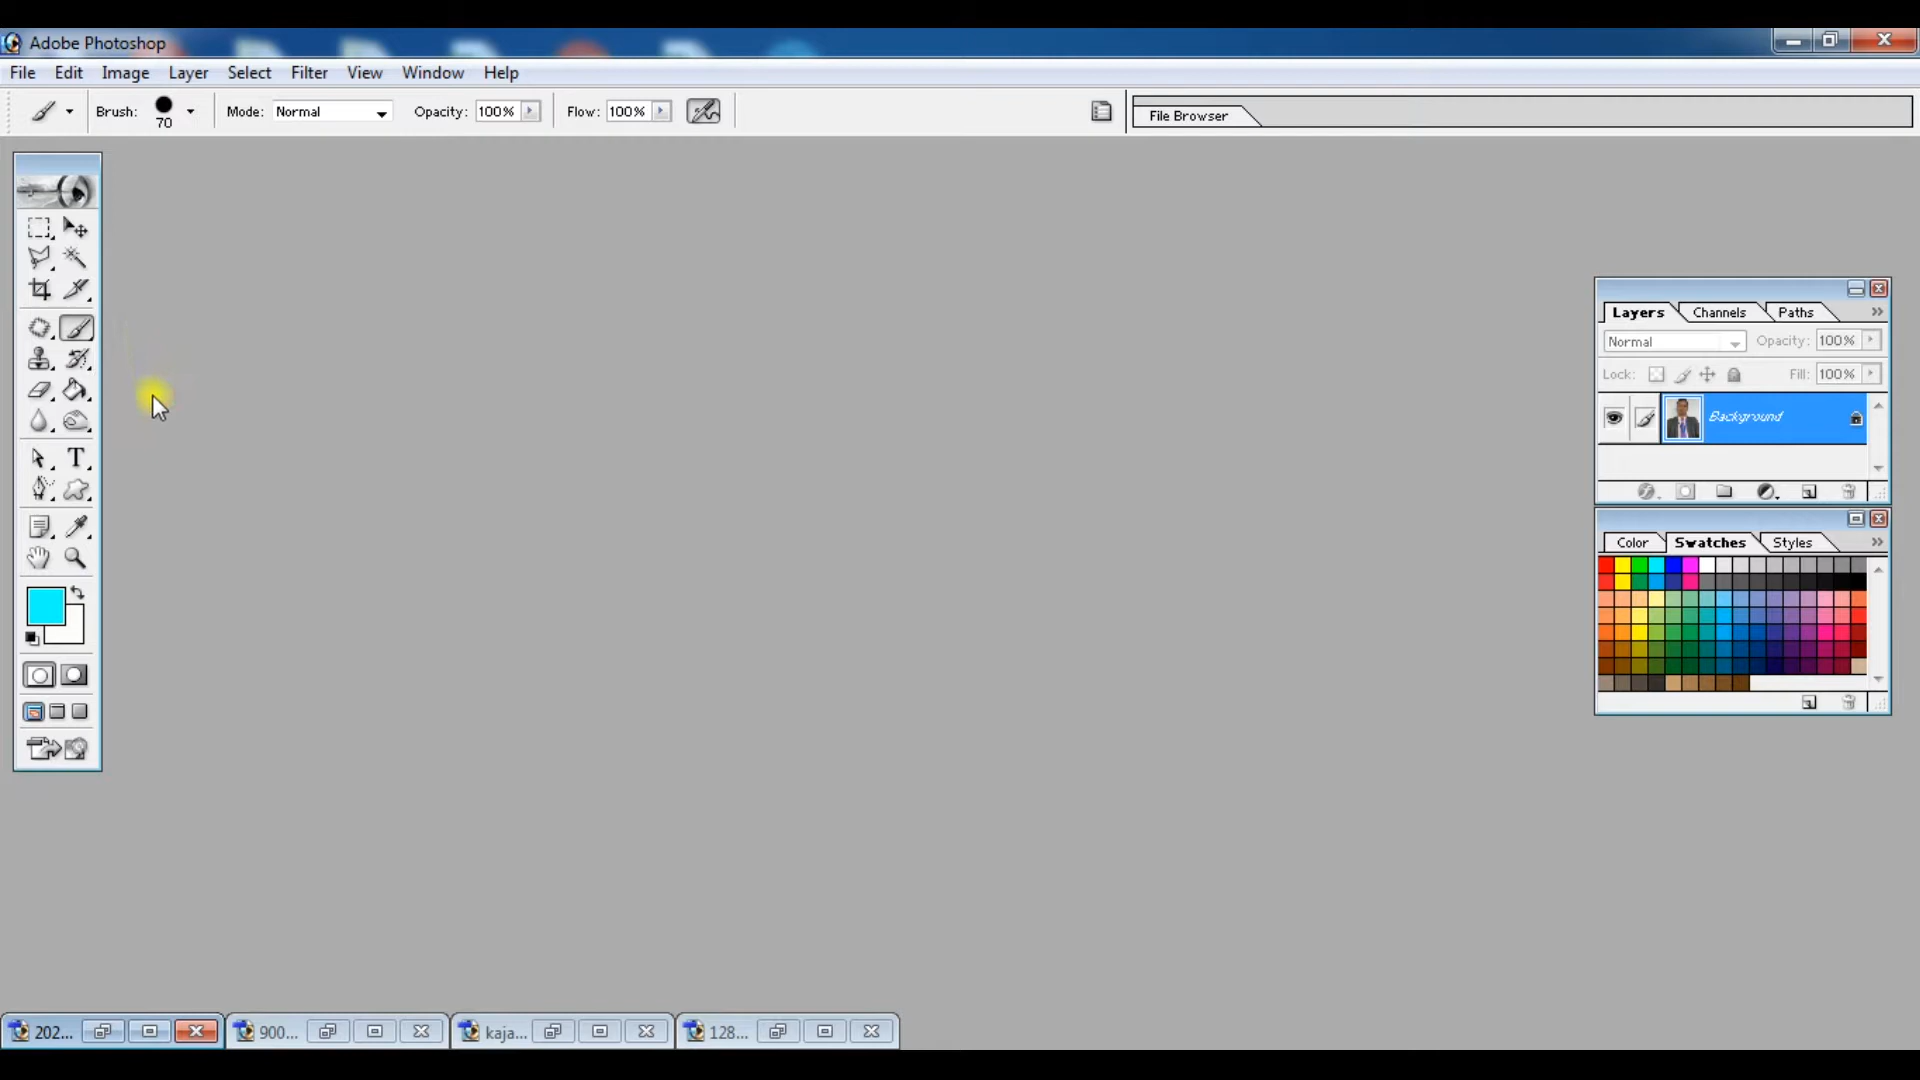 Adobe Photoshop
File Edit Image Layer Select Filter View Window Help
Brush: 70 Mode: Normal Opacity: 100% Flow: 100% File Browser
Layers Channels Paths
Normal Opacity: 100%
Lock: Fill: 100%
Background
T
Color Swatches Styles
202... 900... kaja... 128...